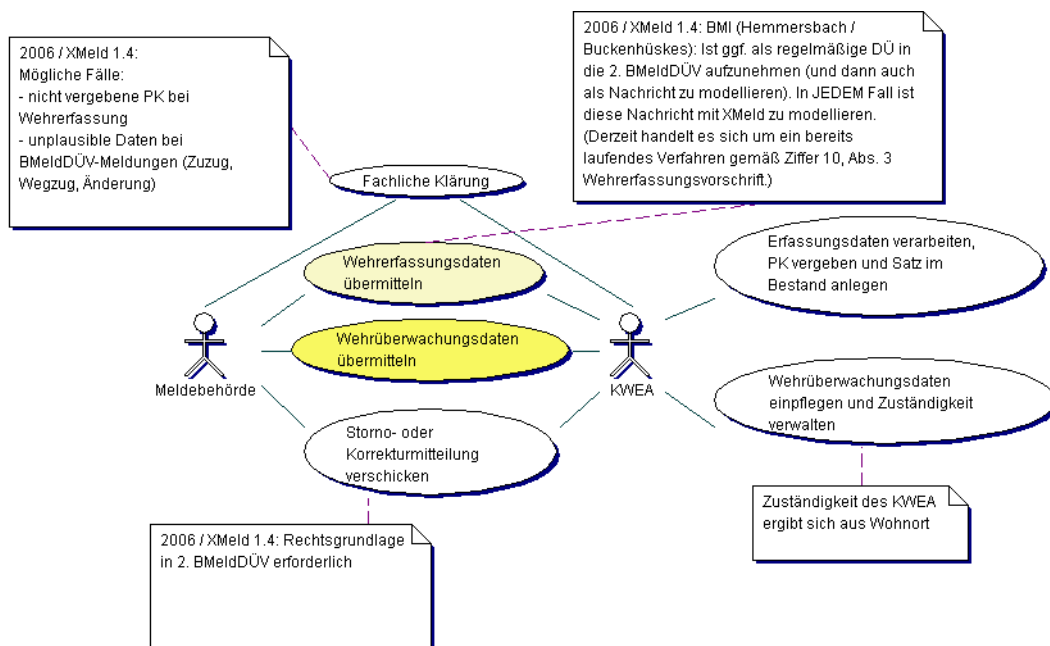 2006 / XMeld 1.4:
Mögliche Fälle:
- nicht vergebene PK bei
Wehrerfassung
- unplausible Daten bei
BMeldDÜV-Meldungen (Zuzug,
Wegzug, Änderung)
2006 / XMeld 1.4: BMI (Hemmersbach /
Buckenhüskes): Ist ggf. als regelmäßige DÜ in
die 2. BMeldDÜV aufzunehmen (und dann auch
als Nachricht zu modellieren). In JEDEM Fall ist
diese Nachricht mit XMeld zu modellieren.
(Derzeit handelt es sich um ein bereits
laufendes Verfahren gemäß Ziffer 10, Abs. 3
Wehrerfassungsvorschrift.)
Fachliche Klärung
Wehrerfassungsdaten
übermitteln
Erfassungsdaten verarbeiten,
PK vergeben und Satz im
Bestand anlegen
Wehrüberwachungsdaten
übermitteln
Meldebehörde
KWEA
Wehrüberwachungsdaten
einpflegen und Zuständigkeit
verwalten
Storno- oder
Korrekturmitteilung
verschicken
Zuständigkeit des KWEA
ergibt sich aus Wohnort
2006 / XMeld 1.4: Rechtsgrundlage
in 2. BMeldDÜV erforderlich